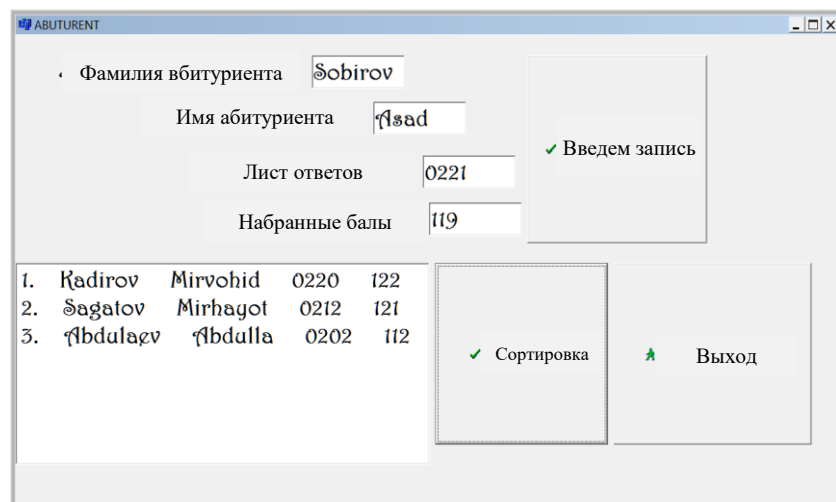 ABUTURENT
Фамилия вбитуриента Sobirov
Имя абитуриента Asad
Лист ответов 0221
Набранные балы 119
Введем запись
1. Kadirov Mirvohid 0220 122
2. Sagatov Mirhayot 0212 121
3. Abdulaev Abdulla 0202 112
Сортировка
Выход